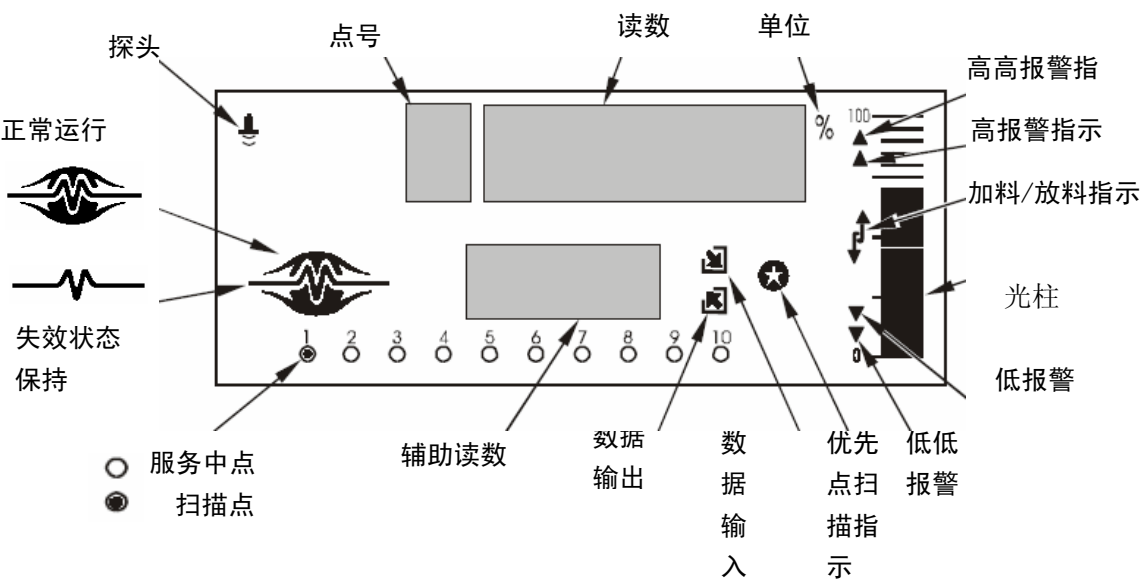 探头
点号
读数
单位
高高报警指
正常运行
%
100
高报警指示
加料/放料指示
光柱
失效状态
保持
1 2 3 4 5 6 7 8 9 10
0
低报警
服务中点
扫描点
辅助读数
数据
输出
数
据
输
入
优先
点扫
描指
示
低低
报警